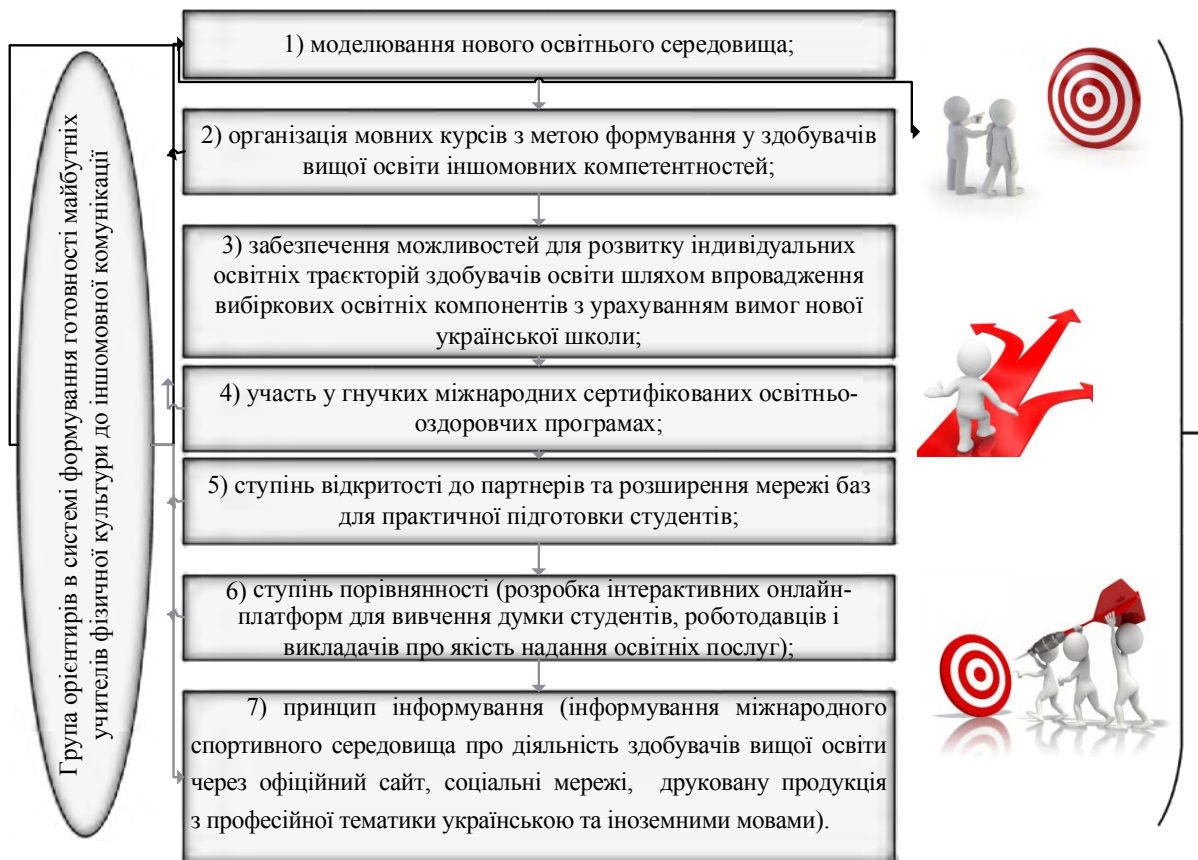 Група орієнтирів в системі формування готовності майбутніх
учителів фізичної культури до іншомовної комунікації
1) моделювання нового освітнього середовища;
2) організація мовних курсів з метою формування у здобувачів
вищої освіти іншомовних компетентностей;
3) забезпечення можливостей для розвитку індивідуальних
освітніх траєкторій здобувачів освіти шляхом впровадження
вибіркових освітніх компонентів з урахуванням вимог нової
української школи;
4) участь у гнучких міжнародних сертифікованих освітньо-
оздоровчих програмах;
5) ступінь відкритості до партнерів та розширення мережі баз
для практичної підготовки студентів;
6) ступінь порівнянності (розробка інтерактивних онлайн-
платформ для вивчення думки студентів, роботодавців і
викладачів про якість надання освітніх послуг);
7) принцип інформування (інформування міжнародного
спортивного середовища про діяльність здобувачів вищої освіти
через офіційний сайт, соціальні мережі, друковану продукція
з професійної тематики українською та іноземними мовами).